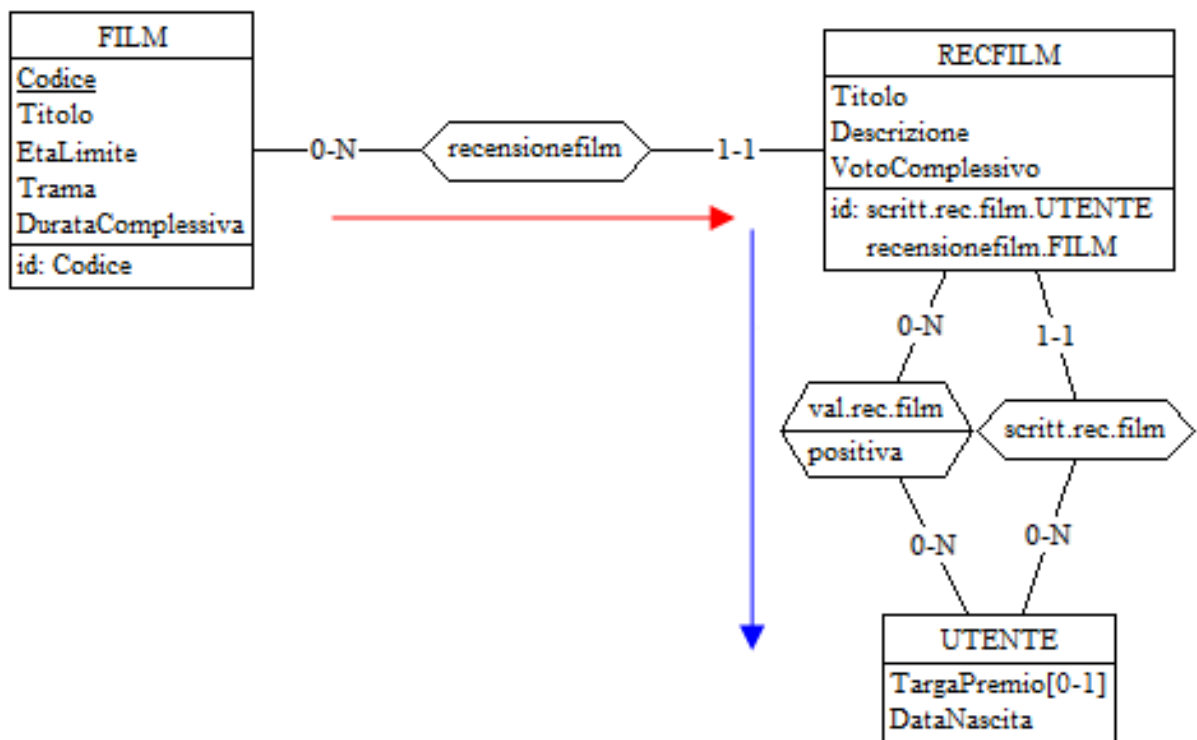 FILM
Codice
Titolo
EtaLimite
Trama
DurataComplessiva
id: Codice
0-N
recensionefilm
1-1
RECFILM
Titolo
Descrizione
VotoComplessivo
id: scritt.rec.film.UTENTE
recensionefilm.FILM
0-N
1-1
val.rec.film
positiva
scritt.rec.film
0-N
0-N
UTENTE
TargaPremio[0-1]
DataNascita